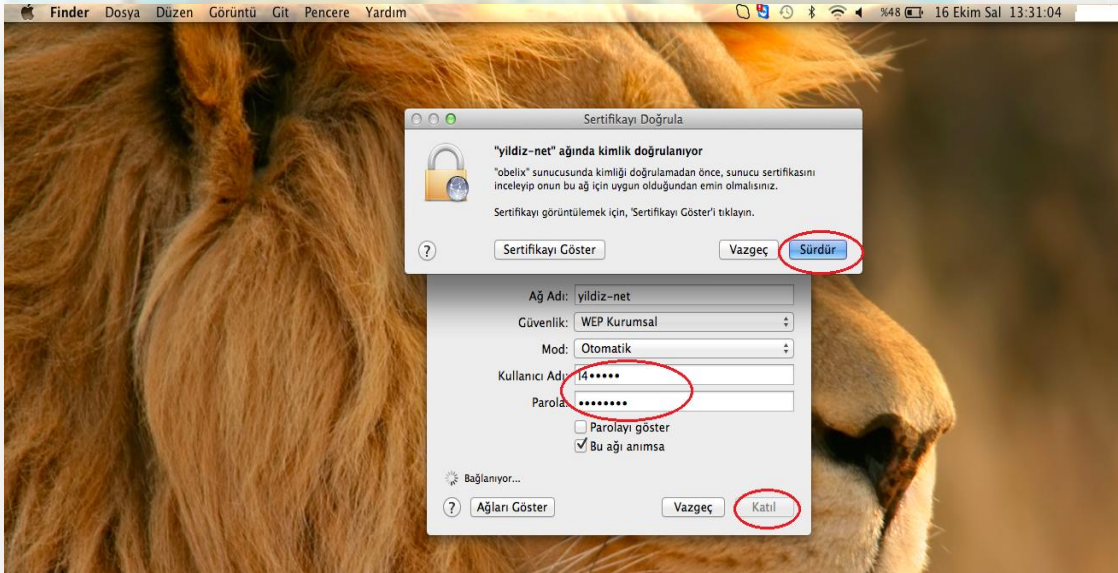 Finder Dosya Düzen Görüntü Git Pencere Yardım %48 16 Ekim Sal 13:31:04
Sertifikayı Doğrula
"yildiz-net" ağında kimlik doğrulanıyor
"obelix" sunucusunda kimliği doğrulamadan önce, sunucu sertifikasını
inceleyip onun bu ağ için uygun olduğundan emin olmalısınız.
Sertifikayı görüntülemek için, 'Sertifikayı Göster'i tıklayın.
? Sertifikayı Göster Vazgeç Sürdür
Ağ Adı: yildiz-net
Güvenlik: WEP Kurumsal
Mod: Otomatik
Kullanıcı Adı: l4•••••
Parola: ••••••••
Parolayı göster
Bu ağı anımsa
Bağlanıyor...
? Ağları Göster Vazgeç Katıl